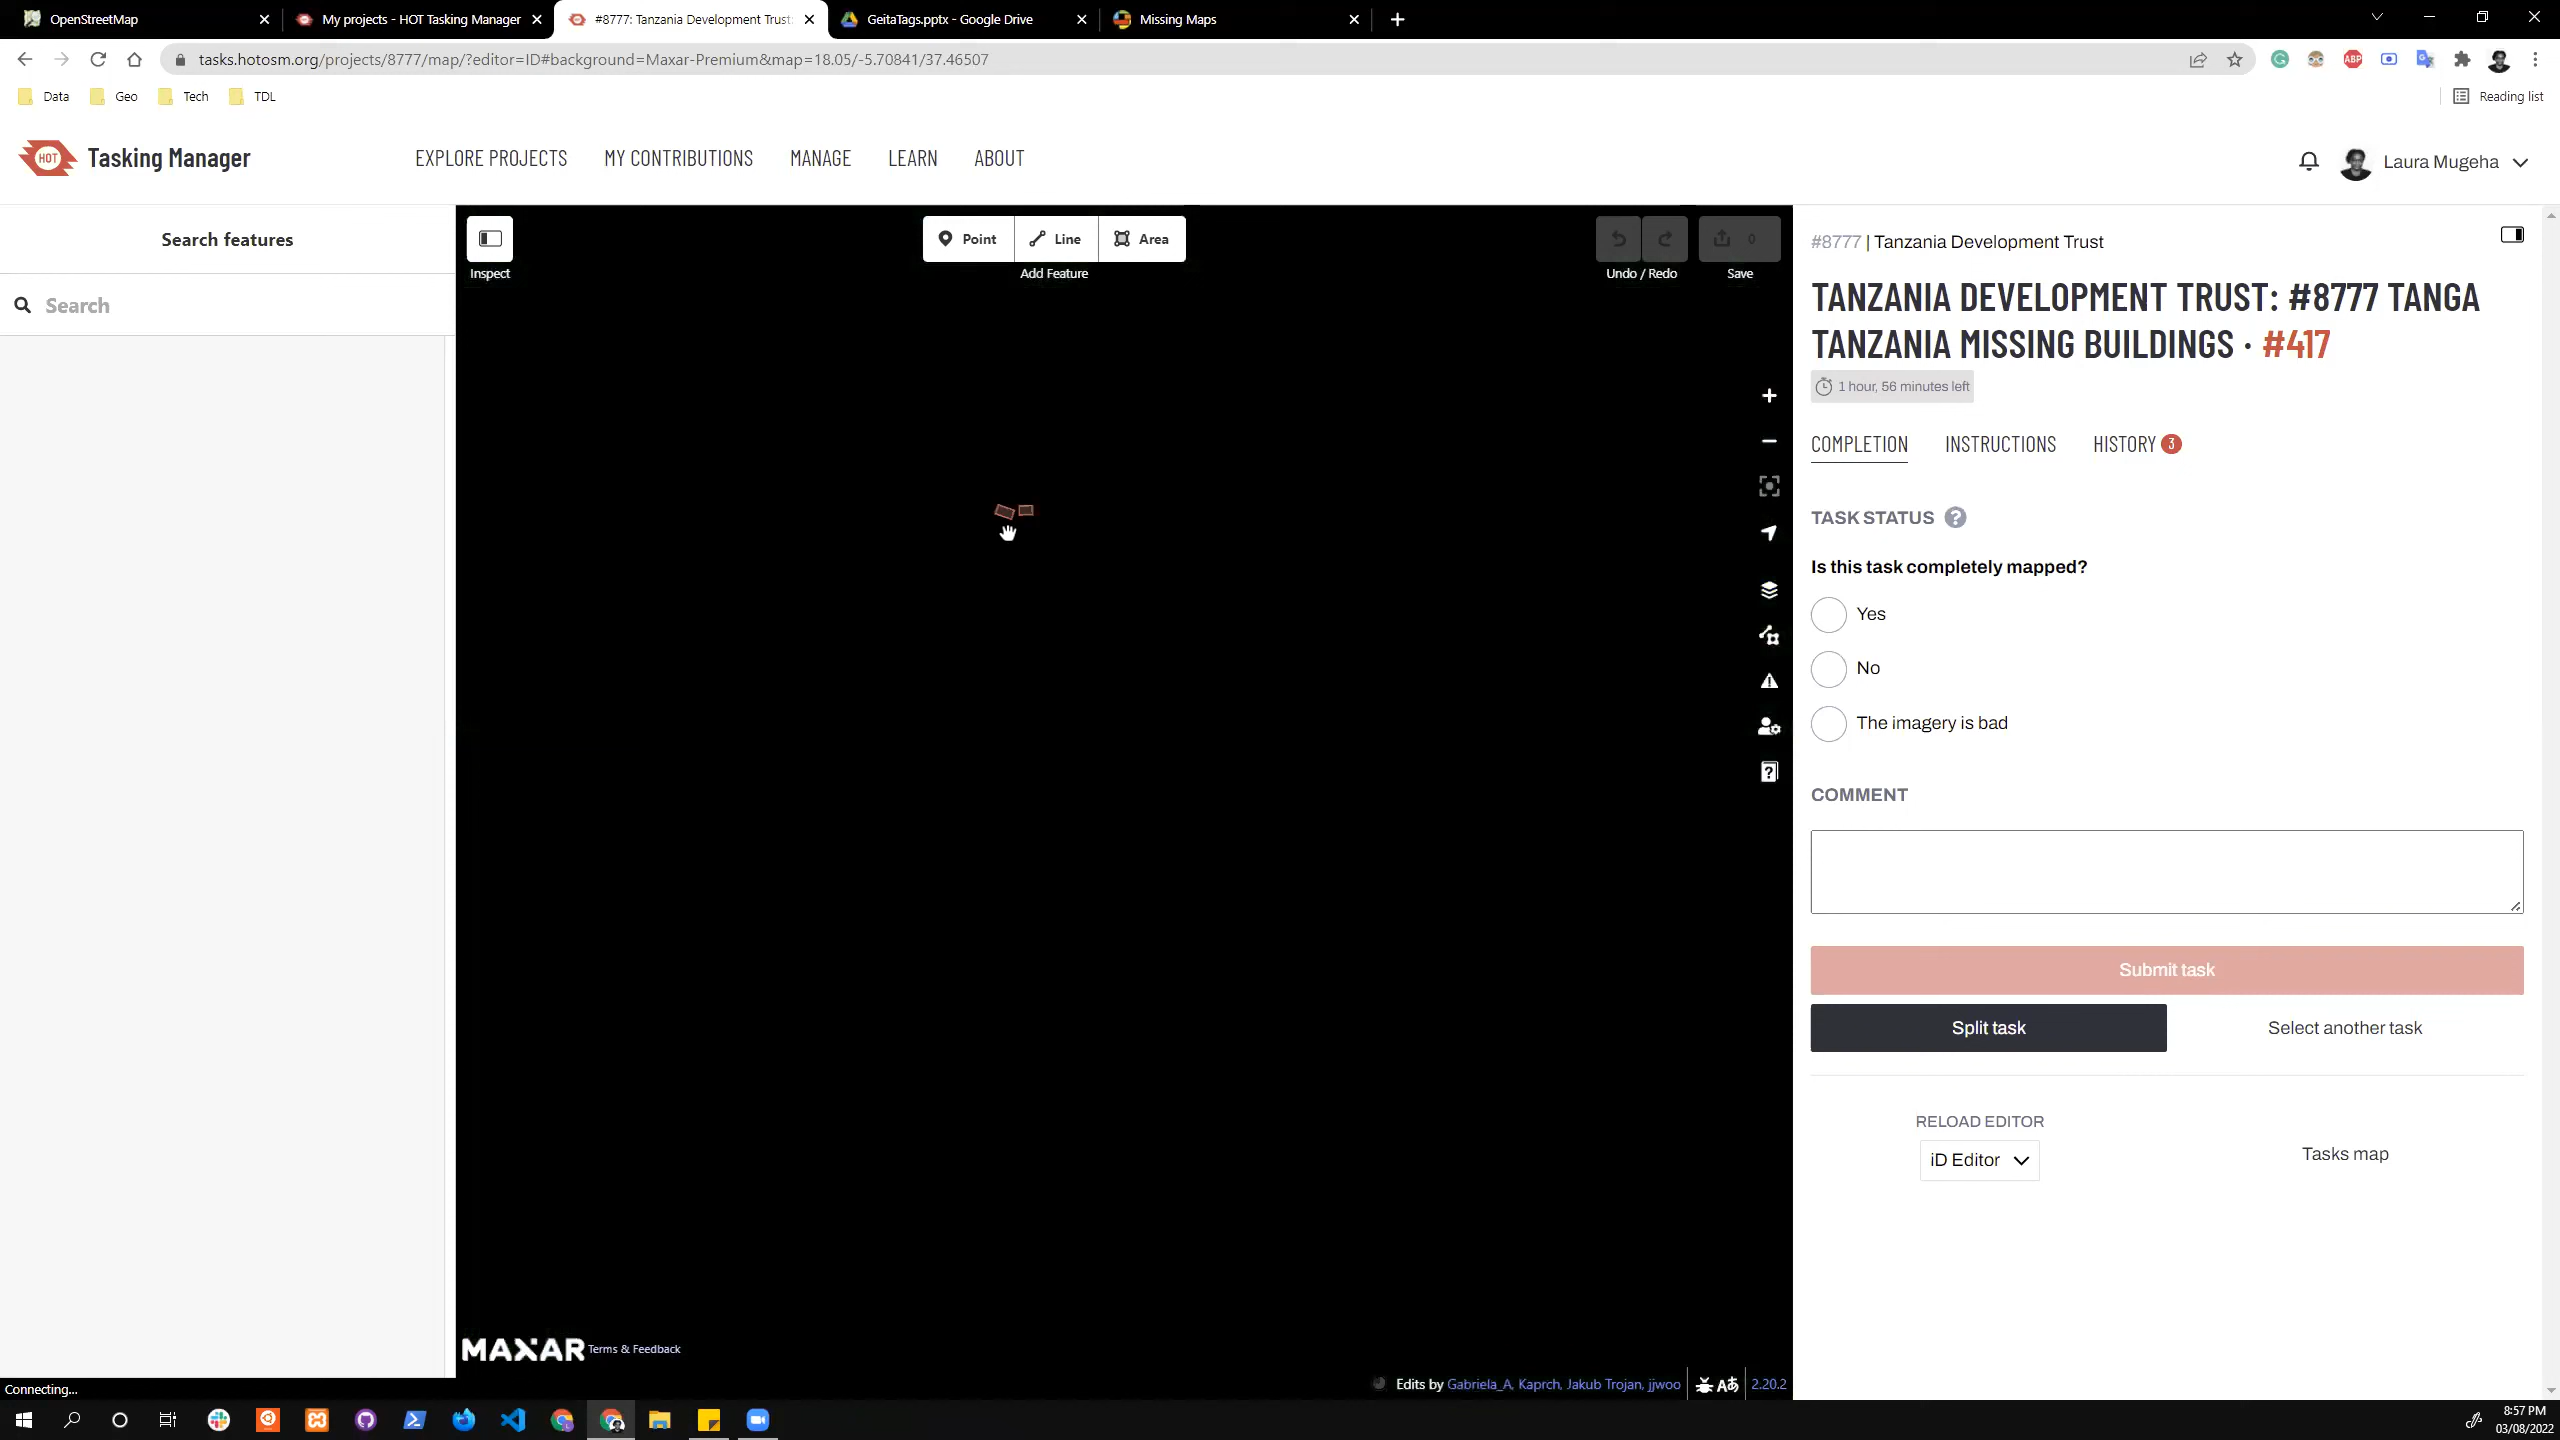 OpenStreetMap
My projects - HOT Tasking Manager
#8777: Tanzania Development Trust:
GeitaTags.pptx - Google Drive
Missing Maps
tasks.hotosm.org/projects/8777/map/?editor=ID#background=Maxar-Premium&map=18.05/-5.70841/37.46507
ABP
Data
Geo
Tech
TDL
Reading list
HOT
Tasking Manager
EXPLORE PROJECTS
MY CONTRIBUTIONS
MANAGE
LEARN
ABOUT
Laura Mugeha
Search features
Search
Inspect
Point
Line
Area
Add Feature
Undo / Redo
0
Save
#8777 | Tanzania Development Trust
TANZANIA DEVELOPMENT TRUST: #8777 TANGA
TANZANIA MISSING BUILDINGS · #417
1 hour, 56 minutes left
COMPLETION
INSTRUCTIONS
HISTORY 3
TASK STATUS ?
Is this task completely mapped?
Yes
No
The imagery is bad
COMMENT
Submit task
Split task
Select another task
RELOAD EDITOR
iD Editor
Tasks map
MAXAR Terms & Feedback
Edits by Gabriela_A, Kaprch, Jakub Trojan, jjwoo
2.20.2
Connecting...
8:57 PM
03/08/2022